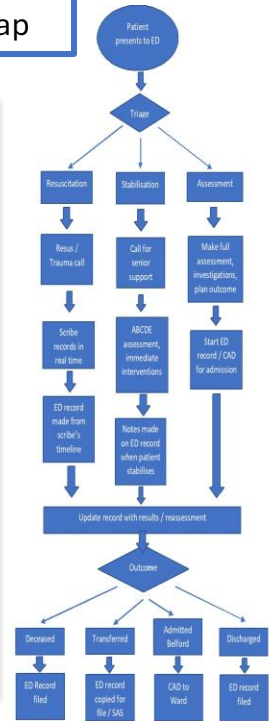 ap
Patient
presents to ED
Triage
Resuscitation
Stabilisation
Assessment
Resus /
Trauma call
Call for
senior
support
Make full
assessment,
investigations,
plan outcome
Scribe
records in
real time
ABCDE
assessment,
immediate
interventions
Start ED
record / CAD
for admission
ED record
made from
scribe's
timeline
Notes made
on ED record
when patient
stabilises
Update record with results / reassessment
Outcome
Deceased
Transferred
Admitted
Belford
Discharged
ED Record
filed
ED record
copied for
file / SAS
CAD to
Ward
ED record
filed